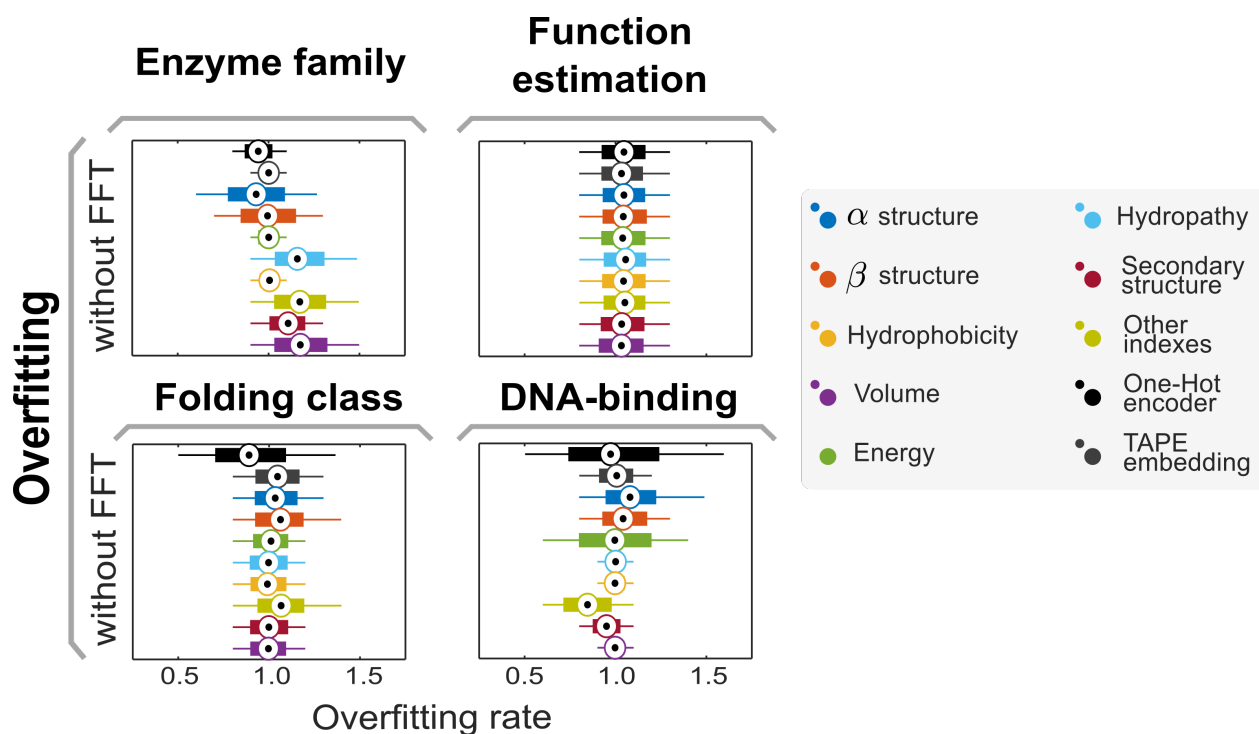 Enzyme family
Function
estimation
Overfitting
without FFT
Folding class
DNA-binding
without FFT
0.5 1.0 1.5
0.5 1.0 1.5
Overfitting rate
α structure
β structure
Hydrophobicity
Volume
Energy
Hydropathy
Secondary
structure
Other
indexes
One-Hot
encoder
TAPE
embedding